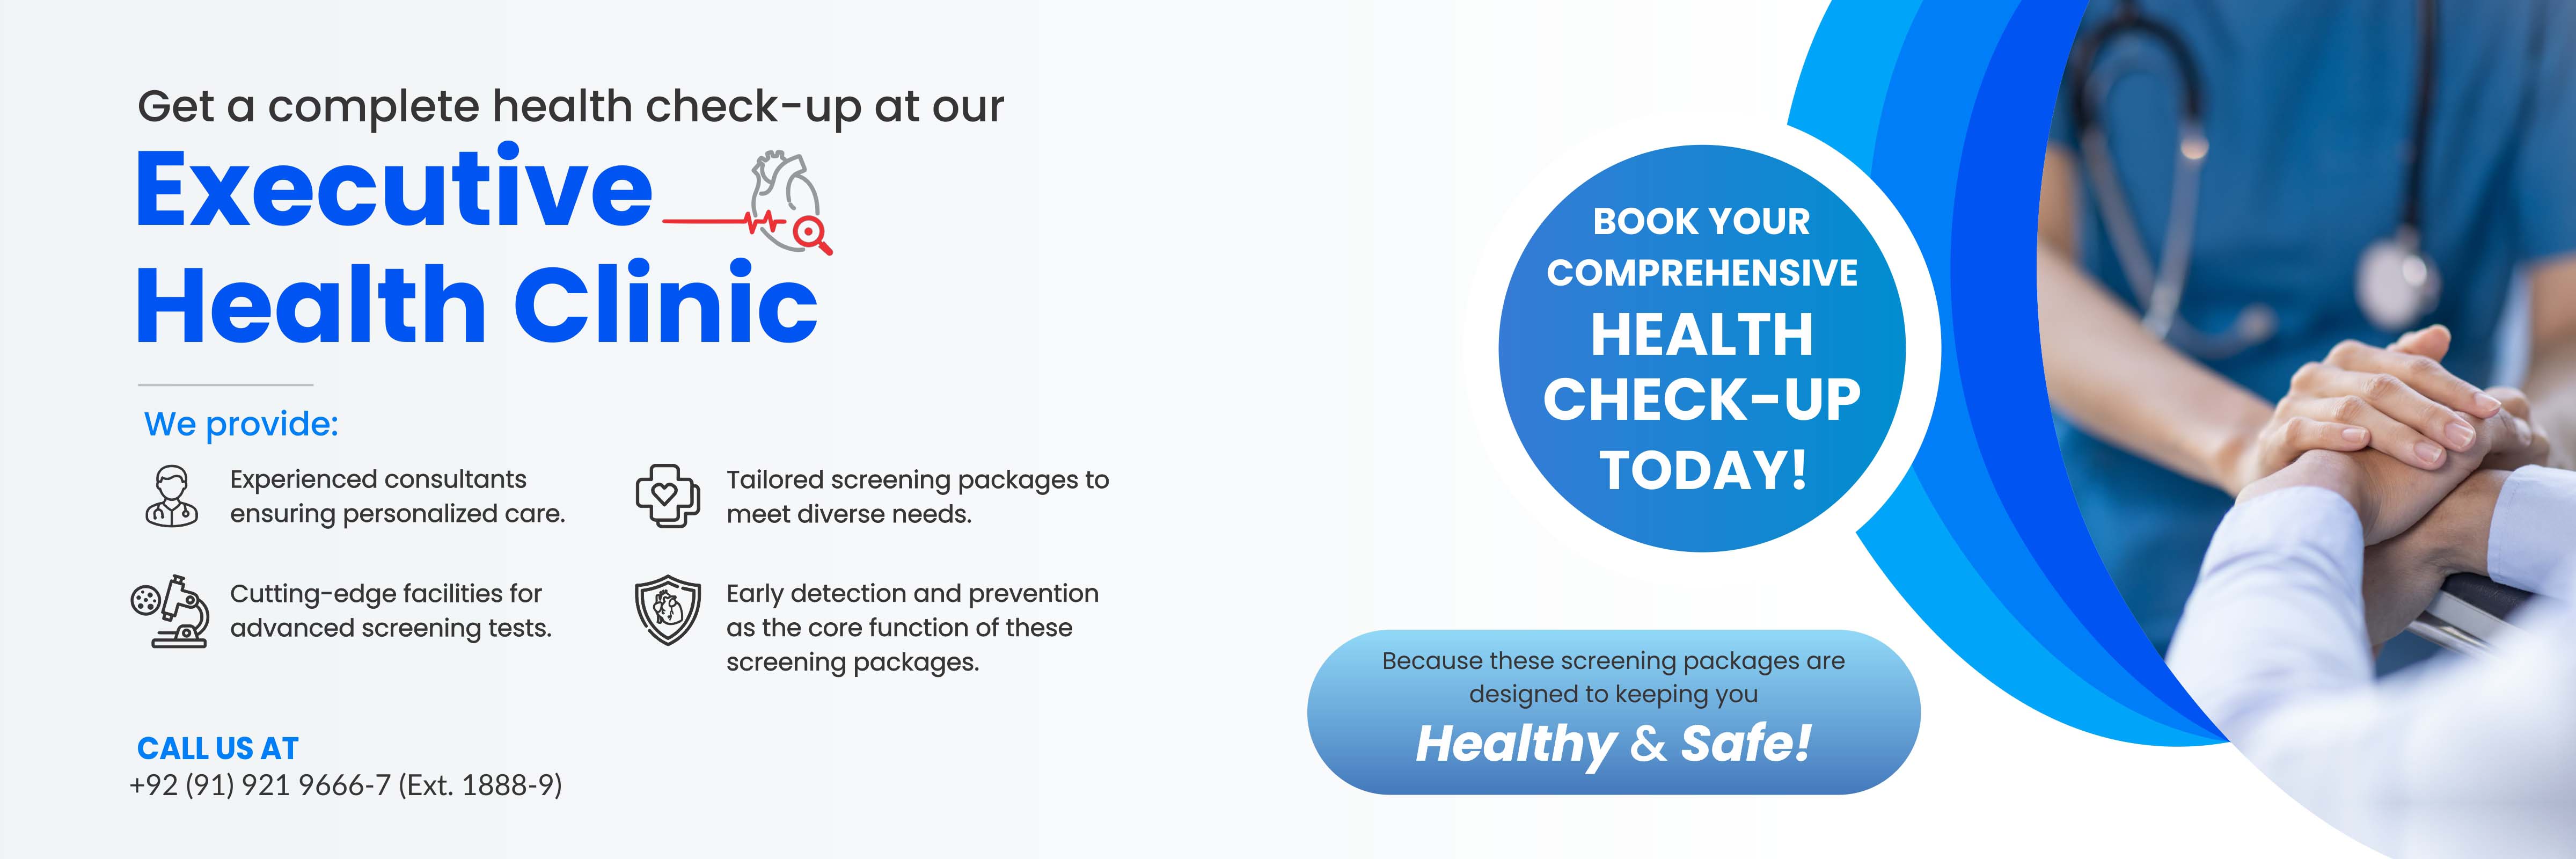 Get a complete health check-up at our
Executive
Health Clinic
We provide:
Experienced consultants
ensuring personalized care.
Tailored screening packages to
meet diverse needs.
Cutting-edge facilities for
advanced screening tests.
Early detection and prevention
as the core function of these
screening packages.
CALL US AT
+92 (91) 921 9666-7 (Ext. 1888-9)
BOOK YOUR
COMPREHENSIVE
HEALTH
CHECK-UP
TODAY!
Because these screening packages are
designed to keeping you
Healthy & Safe!